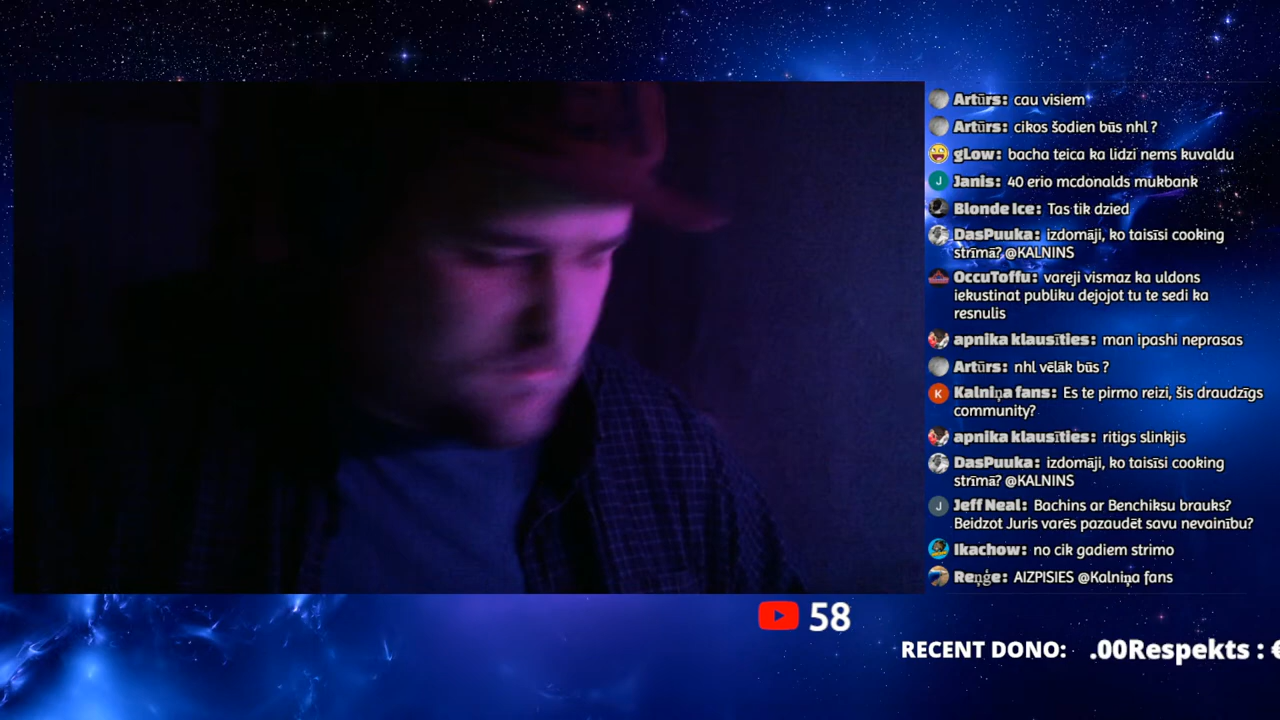 Artūrs: cau visiem
Artūrs: cikos šodien būs nhl ?
gLow: bacha teica ka lidzi nems kuvaldu
J Janis: 40 erio mcdonalds mukbank
Blonde Ice: Tas tik dzied
DasPuuka: izdomāji, ko taisīsi cooking
strīmā? @KALNINS
OccuToffu: vareji vismaz ka uldons
iekustinat publiku dejojot tu te sedi ka
resnulis
apnika klausīties: man ipashi neprasas
Artūrs: nhl vēlāk būs ?
K Kalniņa fans: Es te pirmo reizi, šis draudzīgs
community?
apnika klausīties: ritigs slinkjis
DasPuuka: izdomāji, ko taisīsi cooking
strīmā? @KALNINS
J Jeff Neal: Bachins ar Benchiksu brauks?
Beidzot Juris varēs pazaudēt savu nevainību?
Ikachow: no cik gadiem strimo
Reņģe: AIZPISIES @Kalniņa fans
58
RECENT DONO: .00Respekts : €